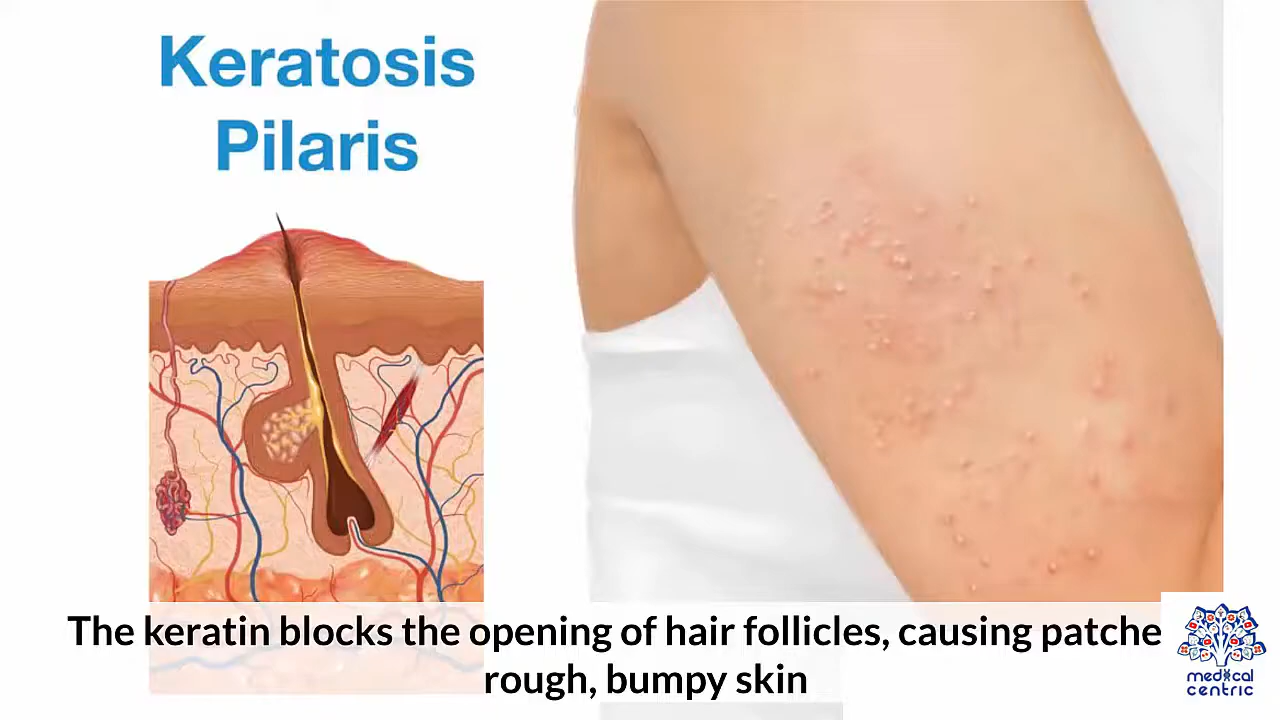 Keratosis
Pilaris
The keratin blocks the opening of hair follicles, causing patche
rough, bumpy skin
medical
centric